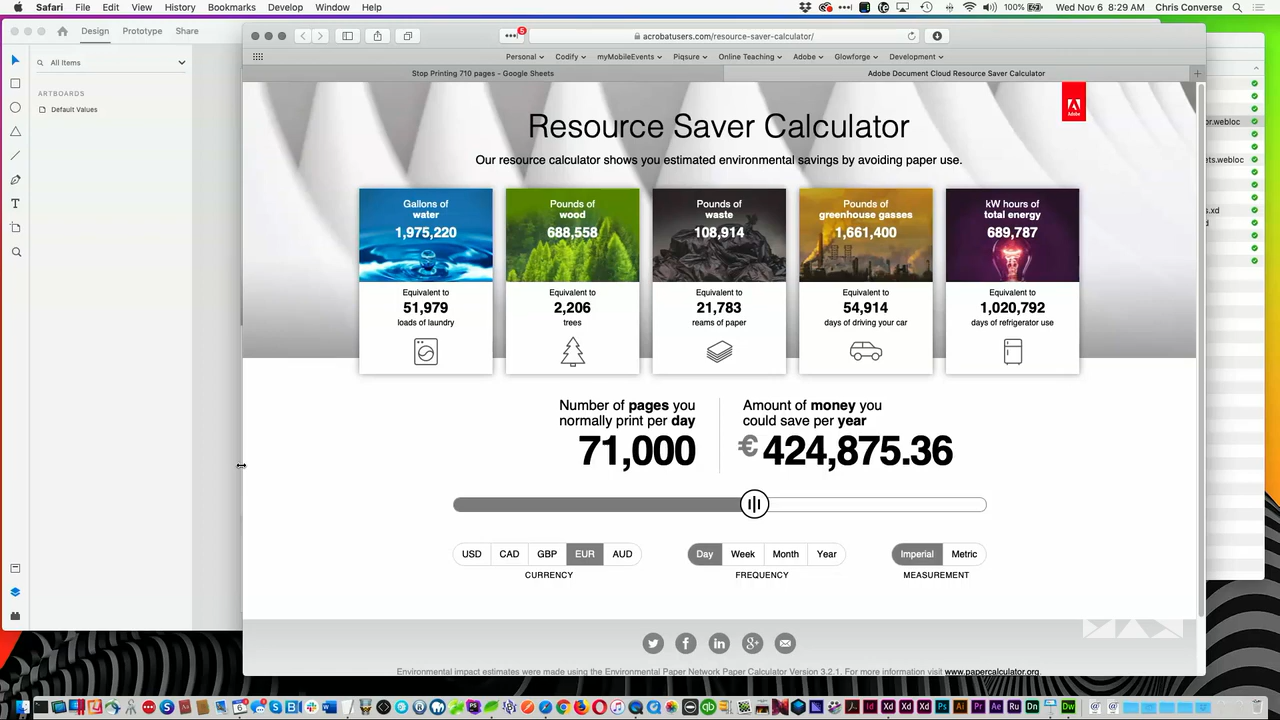 Safari File Edit View History Bookmarks Develop Window Help
100% Wed Nov 6 8:29 AM Chris Converse
Design Prototype Share
acrobatusers.com/resource-saver-calculator/
5
Personal Codify myMobileEvents Piqsure Online Teaching Adobe Glowforge Development
All Items
Stop Printing 710 pages - Google Sheets
Adobe Document Cloud Resource Saver Calculator
ARTBOARDS
Default Values
Adobe
Resource Saver Calculator
Our resource calculator shows you estimated environmental savings by avoiding paper use.
Gallons of
water
1,975,220
Equivalent to
51,979
loads of laundry
Pounds of
wood
688,558
Equivalent to
2,206
trees
Pounds of
waste
108,914
Equivalent to
21,783
reams of paper
Pounds of
greenhouse gasses
1,661,400
Equivalent to
54,914
days of driving your car
kW hours of
total energy
689,787
Equivalent to
1,020,792
days of refrigerator use
or.webloc
ets.webloc
s.xd
d
Number of pages you
normally print per day
71,000
Amount of money you
could save per year
€424,875.36
USD CAD GBP EUR AUD
CURRENCY
Day Week Month Year
FREQUENCY
Imperial Metric
MEASUREMENT
MAX
Environmental impact estimates were made using the Environmental Paper Network Paper Calculator Version 3.2.1. For more information visit www.papercalculator.org.